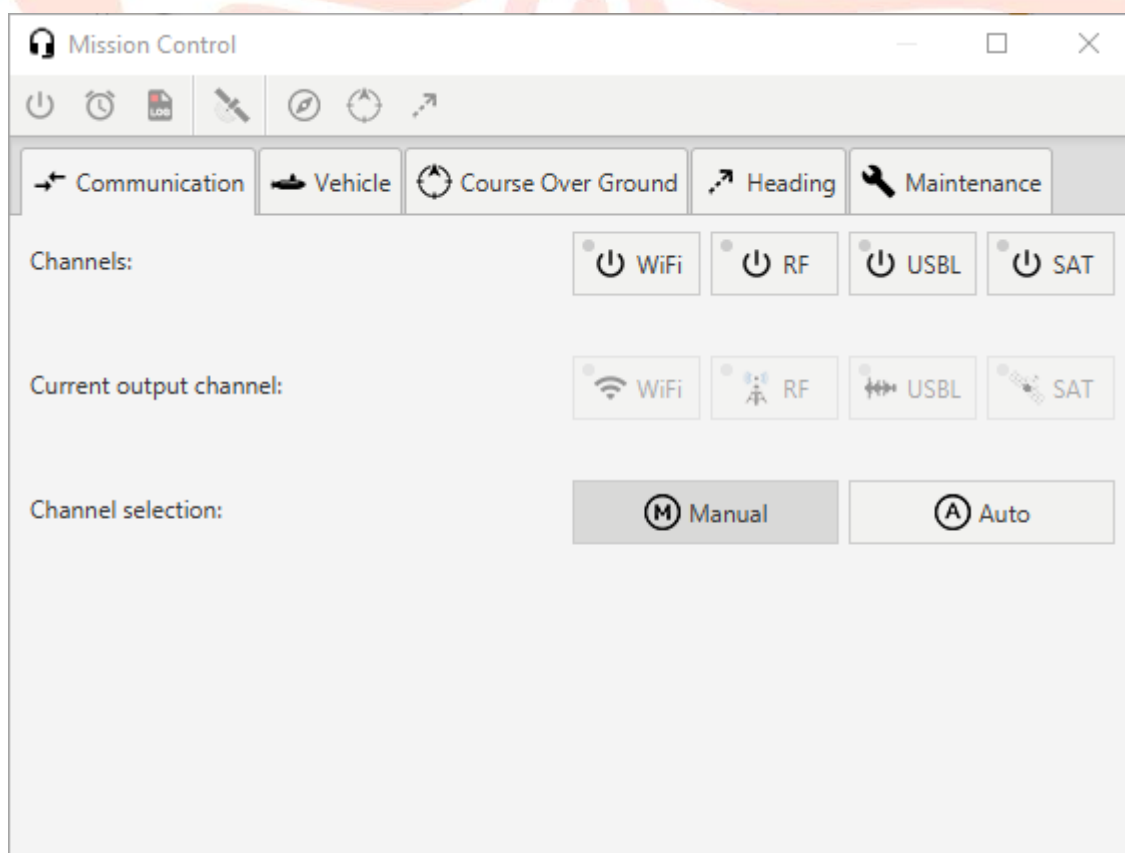 Mission Control
LOG
Communication Vehicle Course Over Ground Heading Maintenance
Channels: WiFi RF USBL SAT
Current output channel: WiFi RF USBL SAT
Channel selection: M Manual A Auto